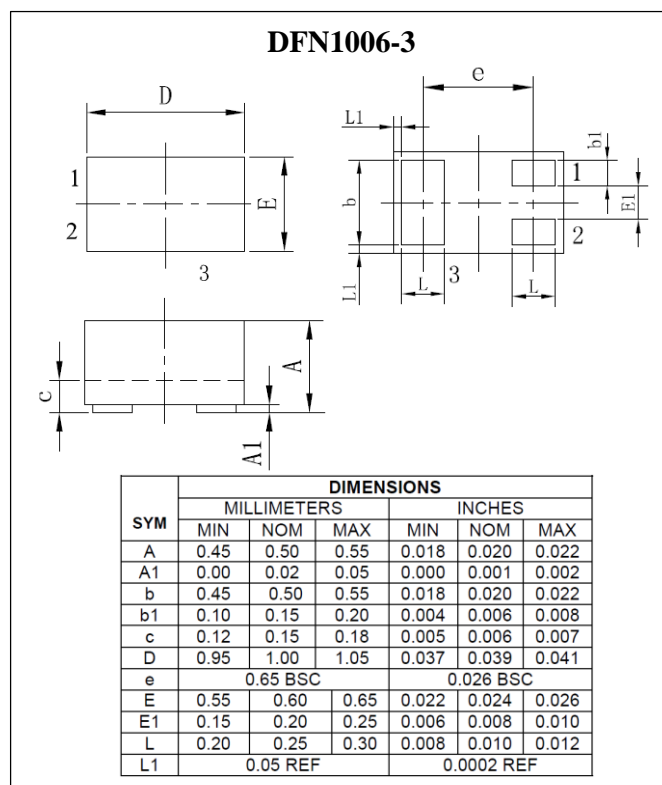 DFN1006-3
D
1
2
E
3
e
L1
b1
1
b
E1
2
L1
L
3
L
c
A
A1
DIMENSIONS
SYM MILLIMETERS INCHES
MIN NOM MAX MIN NOM MAX
A 0.45 0.50 0.55 0.018 0.020 0.022
A1 0.00 0.02 0.05 0.000 0.001 0.002
b 0.45 0.50 0.55 0.018 0.020 0.022
b1 0.10 0.15 0.20 0.004 0.006 0.008
c 0.12 0.15 0.18 0.005 0.006 0.007
D 0.95 1.00 1.05 0.037 0.039 0.041
e 0.65 BSC 0.026 BSC
E 0.55 0.60 0.65 0.022 0.024 0.026
E1 0.15 0.20 0.25 0.006 0.008 0.010
L 0.20 0.25 0.30 0.008 0.010 0.012
L1 0.05 REF 0.0002 REF